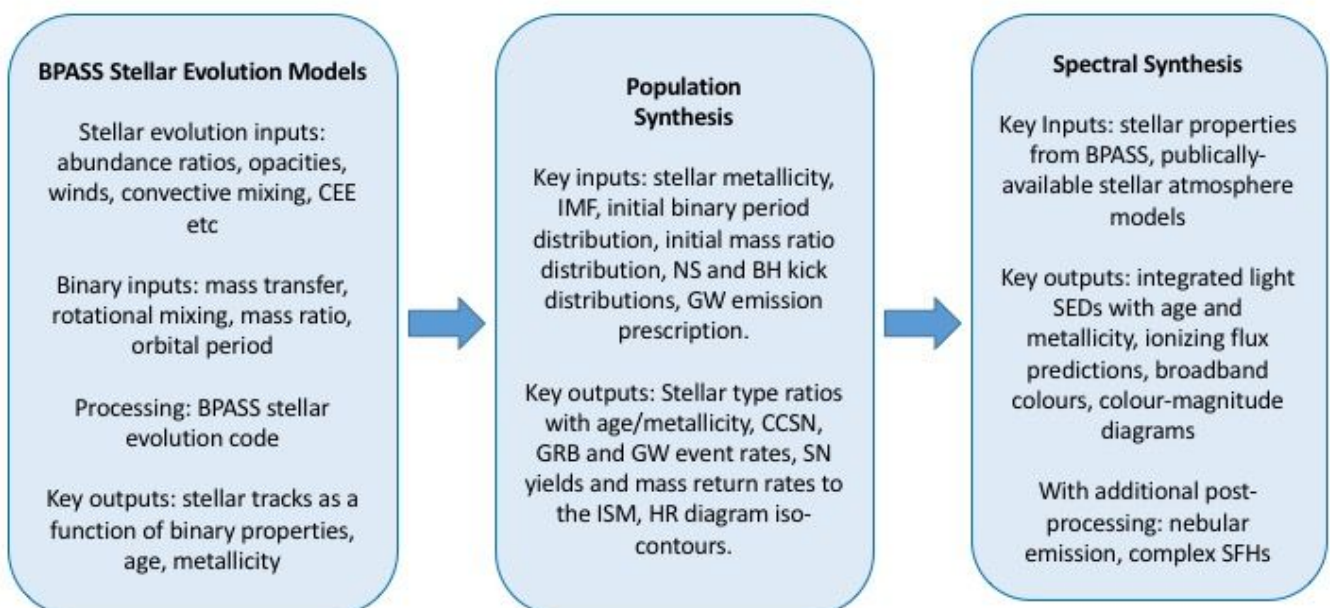 BPASS Stellar Evolution Models
Stellar evolution inputs:
abundance ratios, opacities,
winds, convective mixing, CEE
etc
Binary inputs: mass transfer,
rotational mixing, mass ratio,
orbital period
Processing: BPASS stellar
evolution code
Key outputs: stellar tracks as a
function of binary properties,
age, metallicity
Population
Synthesis
Key inputs: stellar metallicity,
IMF, initial binary period
distribution, initial mass ratio
distribution, NS and BH kick
distributions, GW emission
prescription.
Key outputs: Stellar type ratios
with age/metallicity, CCSN,
GRB and GW event rates, SN
yields and mass return rates to
the ISM, HR diagram iso-
contours.
Spectral Synthesis
Key Inputs: stellar properties
from BPASS, publically-
available stellar atmosphere
models
Key outputs: integrated light
SEDs with age and
metallicity, ionizing flux
predictions, broadband
colours, colour-magnitude
diagrams
With additional post-
processing: nebular
emission, complex SFHs